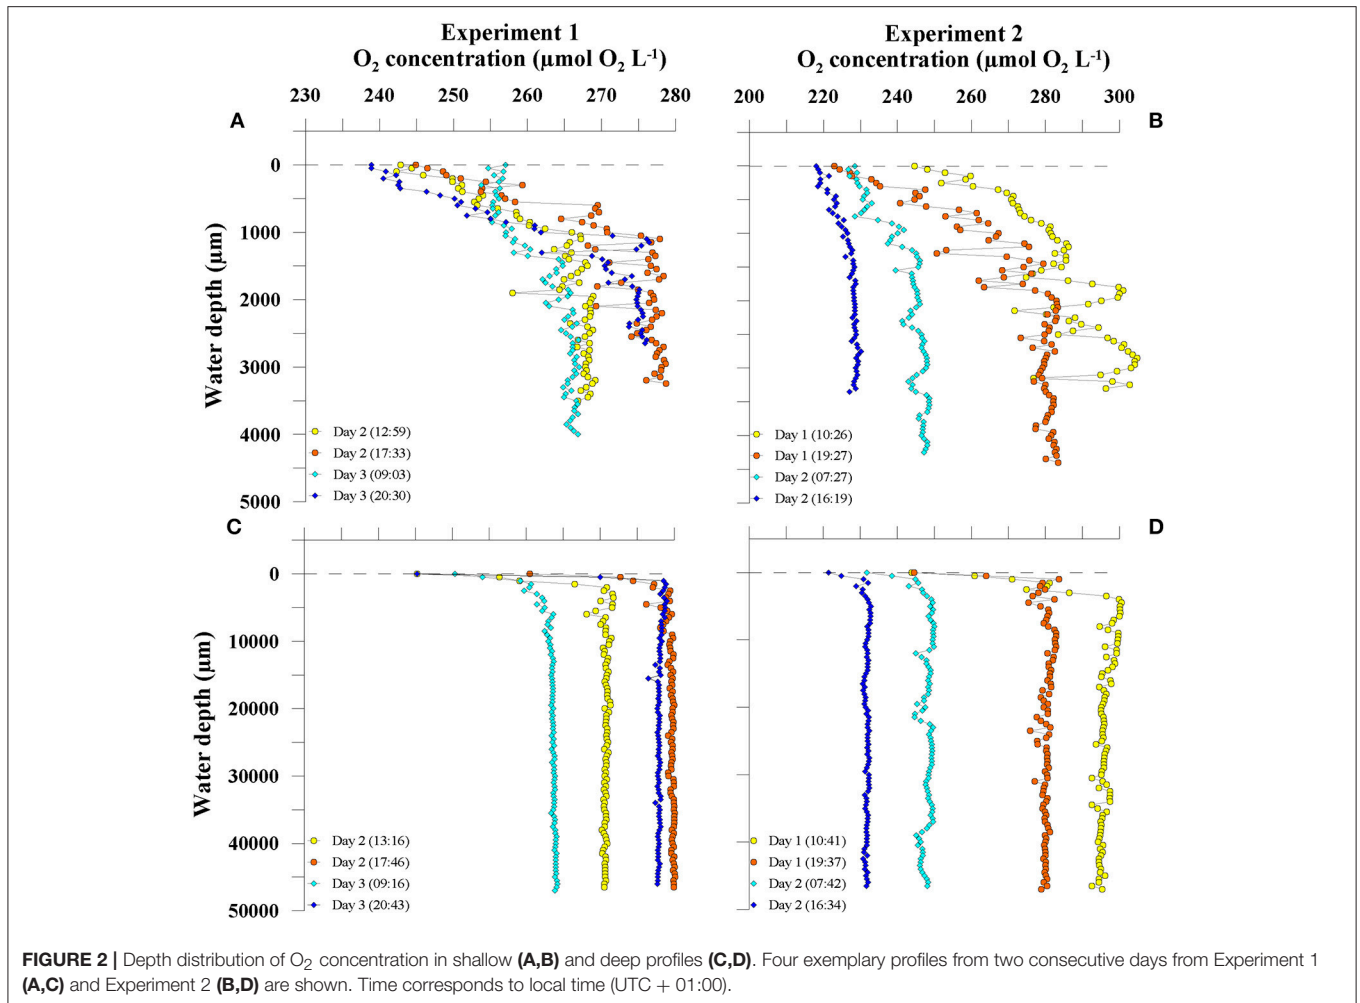 Experiment 1
O2 concentration (µmol O2 L-1)
230 240 250 260 270 280
Experiment 2
O2 concentration (µmol O2 L-1)
200 220 240 260 280 300
A
B
Water depth (µm)
0
1000
2000
3000
4000
5000
Day 2 (12:59)
Day 2 (17:33)
Day 3 (09:03)
Day 3 (20:30)
Day 1 (10:26)
Day 1 (19:27)
Day 2 (07:27)
Day 2 (16:19)
C
D
Water depth (µm)
0
10000
20000
30000
40000
50000
Day 2 (13:16)
Day 2 (17:46)
Day 3 (09:16)
Day 3 (20:43)
Day 1 (10:41)
Day 1 (19:37)
Day 2 (07:42)
Day 2 (16:34)
FIGURE 2 | Depth distribution of O2 concentration in shallow (A,B) and deep profiles (C,D). Four exemplary profiles from two consecutive days from Experiment 1
(A,C) and Experiment 2 (B,D) are shown. Time corresponds to local time (UTC + 01:00).